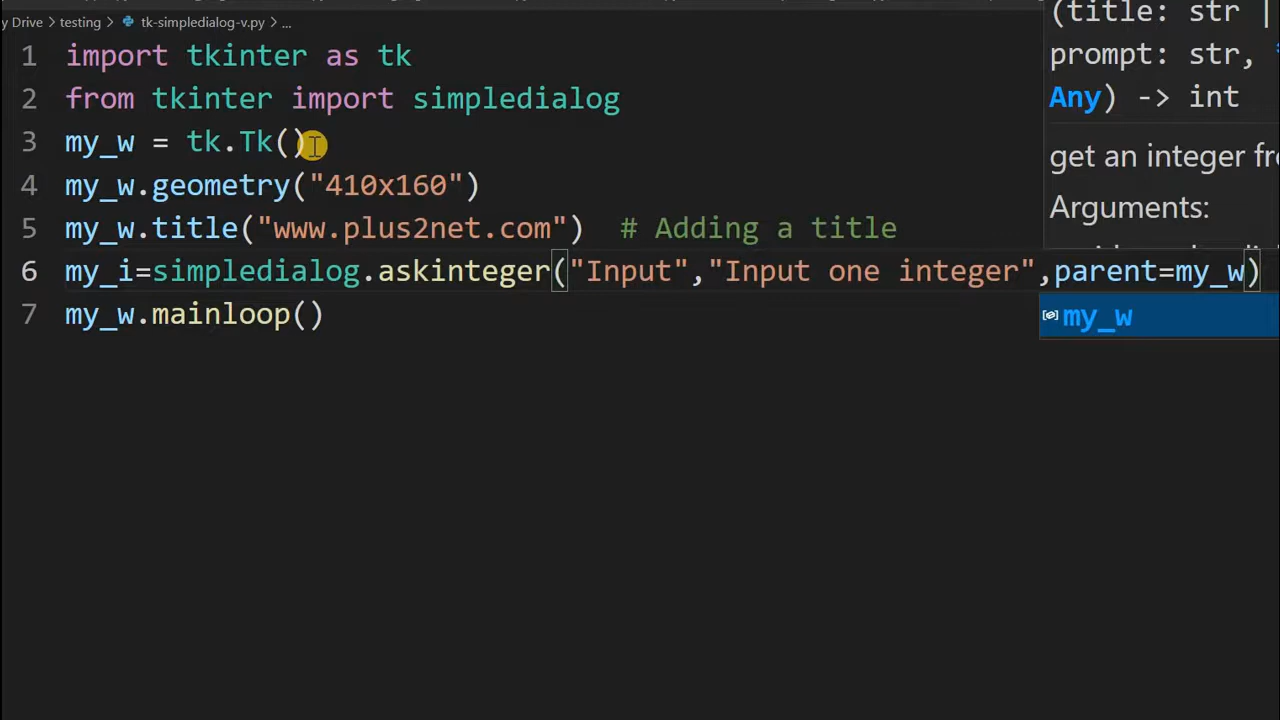 y Drive > testing > tk-simpledialog-v.py > ...
1 import tkinter as tk
2 from tkinter import simpledialog
3 my_w = tk.Tk()
4 my_w.geometry("410x160")
5 my_w.title("www.plus2net.com")  # Adding a title
6 my_i=simpledialog.askinteger("Input","Input one integer",parent=my_w)
7 my_w.mainloop()
(title: str |
prompt: str,
Any) -> int
get an integer fro
Arguments:
my_w